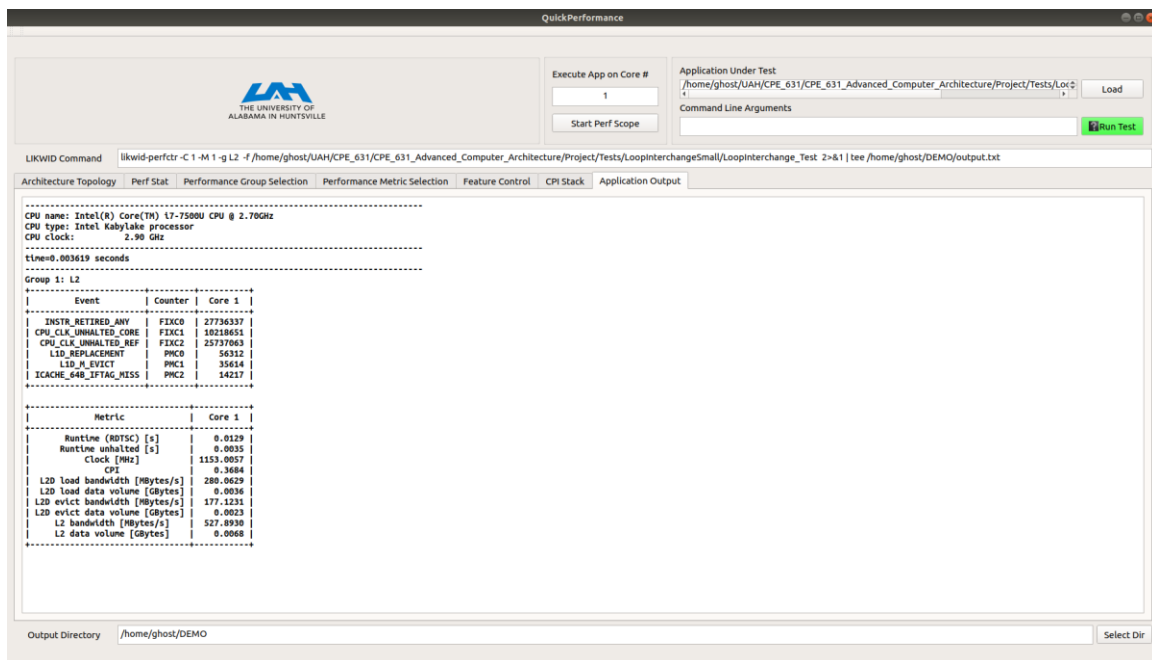 QuickPerformance
THE UNIVERSITY OF
ALABAMA IN HUNTSVILLE
Execute App on Core #
1
Start Perf Scope
Application Under Test
/home/ghost/UAH/CPE_631/CPE_631_Advanced_Computer_Architecture/Project/Tests/Loc
Load
Command Line Arguments
Run Test
LIKWID Command likwid-perfctr -C 1 -M 1 -g L2 -f /home/ghost/UAH/CPE_631/CPE_631_Advanced_Computer_Architecture/Project/Tests/LoopInterchangeSmall/LoopInterchange_Test 2>&1 | tee /home/ghost/DEMO/output.txt
Architecture Topology Perf Stat Performance Group Selection Performance Metric Selection Feature Control CPI Stack Application Output
--------------------------------------------------------------------------------
CPU name: Intel(R) Core(TM) i7-7500U CPU @ 2.70GHz
CPU type: Intel Kabylake processor
CPU clock: 2.90 GHz
--------------------------------------------------------------------------------
time=0.003619 seconds
--------------------------------------------------------------------------------
Group 1: L2
+-----------------------+---------+----------+
| Event | Counter | Core 1 |
+-----------------------+---------+----------+
| INSTR_RETIRED_ANY | FIXC0 | 27736337 |
| CPU_CLK_UNHALTED_CORE | FIXC1 | 10218651 |
| CPU_CLK_UNHALTED_REF | FIXC2 | 25737063 |
| L1D_REPLACEMENT | PMC0 | 56312 |
| L1D_M_EVICT | PMC1 | 35614 |
| ICACHE_64B_IFTAG_MISS | PMC2 | 14217 |
+-----------------------+---------+----------+
+--------------------------------+-----------+
| Metric | Core 1 |
+--------------------------------+-----------+
| Runtime (RDTSC) [s] | 0.0129 |
| Runtime unhalted [s] | 0.0035 |
| Clock [MHz] | 1153.0057 |
| CPI | 0.3684 |
| L2D load bandwidth [MBytes/s] | 280.0629 |
| L2D load data volume [GBytes] | 0.0036 |
| L2D evict bandwidth [MBytes/s] | 177.1231 |
| L2D evict data volume [GBytes] | 0.0023 |
| L2 bandwidth [MBytes/s] | 527.8930 |
| L2 data volume [GBytes] | 0.0068 |
+--------------------------------+-----------+
Output Directory /home/ghost/DEMO Select Dir